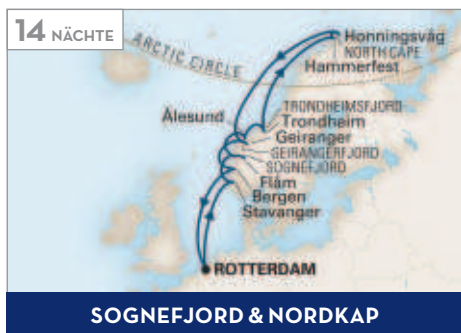 14 NÄCHTE
ARCTIC CIRCLE
Honningsvåg
NORTH CAPE
Hammerfest
Ålesund
TRONDHEIMSFJORD
Trondheim
Geiranger
GEIRANGERFJORD
SOGNEFJORD
Flåm
Bergen
Stavanger
ROTTERDAM
SOGNEFJORD & NORDKAP